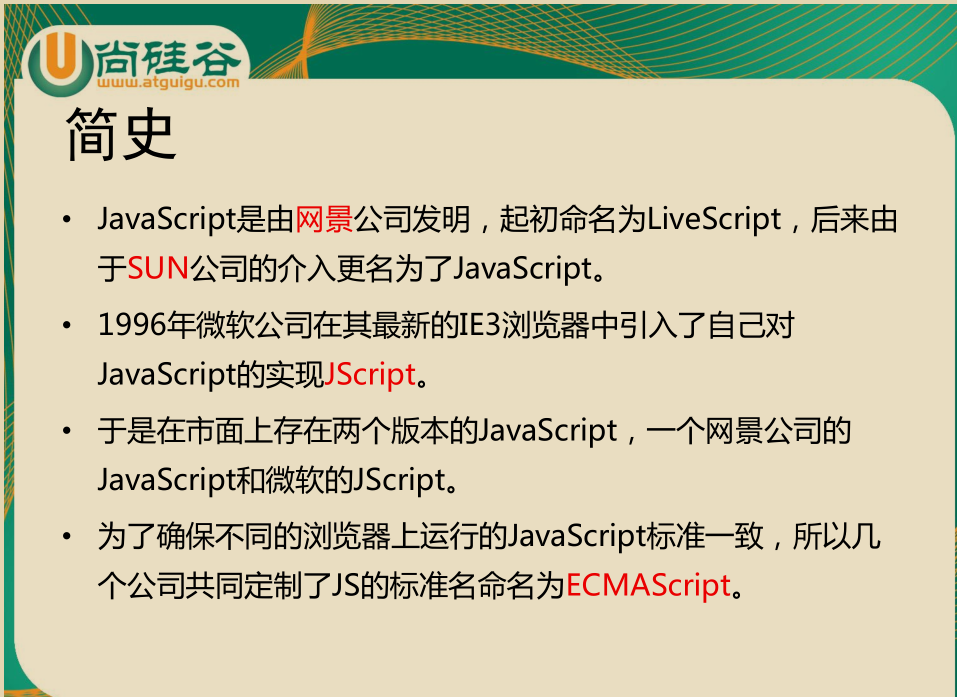 尚硅谷
www.atguigu.com
简史
• JavaScript是由网景公司发明，起初命名为LiveScript，后来由
于SUN公司的介入更名为了JavaScript。
• 1996年微软公司在其最新的IE3浏览器中引入了自己对
JavaScript的实现JScript。
• 于是在市面上存在两个版本的JavaScript，一个网景公司的
JavaScript和微软的JScript。
• 为了确保不同的浏览器上运行的JavaScript标准一致，所以几
个公司共同定制了JS的标准名命名为ECMAScript。